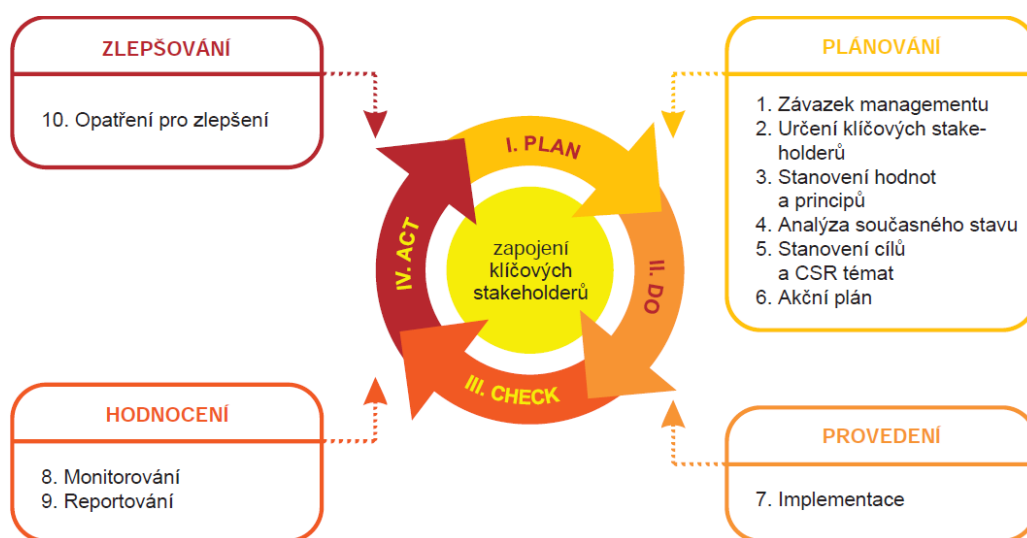 ZLEPŠOVÁNÍ
10. Opatření pro zlepšení
PLÁNOVÁNÍ
1. Závazek managementu
2. Určení klíčových stake-
holderů
3. Stanovení hodnot
a principů
4. Analýza současného stavu
5. Stanovení cílů
a CSR témat
6. Akční plán
I. PLAN
II. DO
III. CHECK
IV. ACT
zapojení
klíčových
stakeholderů
HODNOCENÍ
8. Monitorování
9. Reportování
PROVEDENÍ
7. Implementace